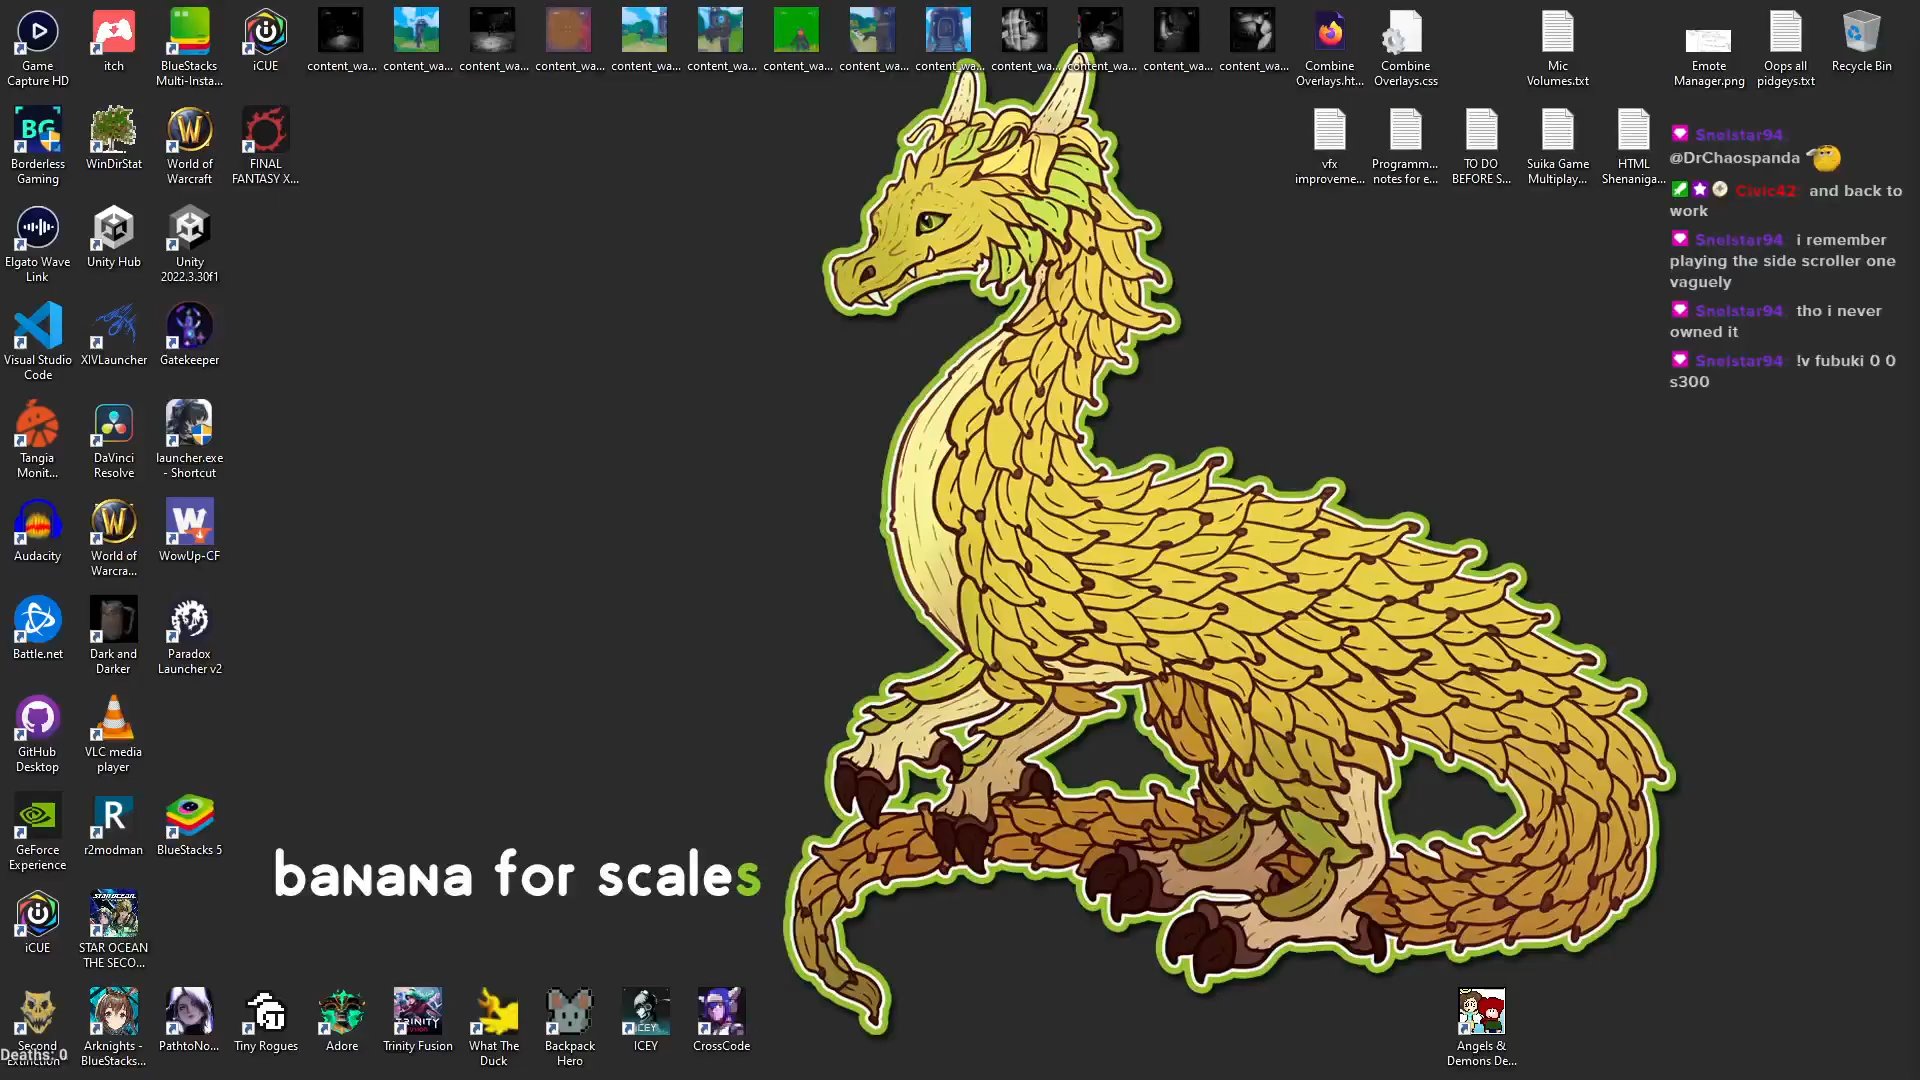 Game
Capture HD
itch
BlueStacks
Multi-Insta...
iCUE
content_wa...
content_wa...
content_wa...
content_wa...
content_wa...
content_wa...
content_wa...
content_wa...
content_wa...
content_wa...
content_wa...
content_wa...
content_wa...
Combine
Overlays.ht...
Combine
Overlays.css
Mic
Volumes.txt
Emote
Manager.png
Oops all
pidgeys.txt
Recycle Bin
Borderless
Gaming
WinDirStat
World of
Warcraft
FINAL
FANTASY X...
vfx
improveme...
Programm...
notes for e...
TO DO
BEFORE S...
Suika Game
Multiplay...
HTML
Shenaniga...
Snelstar94:
@DrChaospanda
Civic42: and back to
work
Snelstar94: i remember
playing the side scroller one
vaguely
Snelstar94: tho i never
owned it
Snelstar94: !v fubuki 0 0
s300
Elgato Wave
Link
Unity Hub
Unity
2022.3.30f1
Visual Studio
Code
XIVLauncher
Gatekeeper
Tangia
Monit...
DaVinci
Resolve
launcher.exe
- Shortcut
Audacity
World of
Warcra...
WowUp-CF
Battle.net
Dark and
Darker
Paradox
Launcher v2
GitHub
Desktop
VLC media
player
GeForce
Experience
r2modman
BlueStacks 5
banana for scales
iCUE
STAR OCEAN
THE SECO...
Second
Extinction
Deaths: 0
Arknights -
BlueStacks...
PathtoNo...
Tiny Rogues
Adore
Trinity Fusion
What The
Duck
Backpack
Hero
ICEY
CrossCode
Angels &
Demons De...